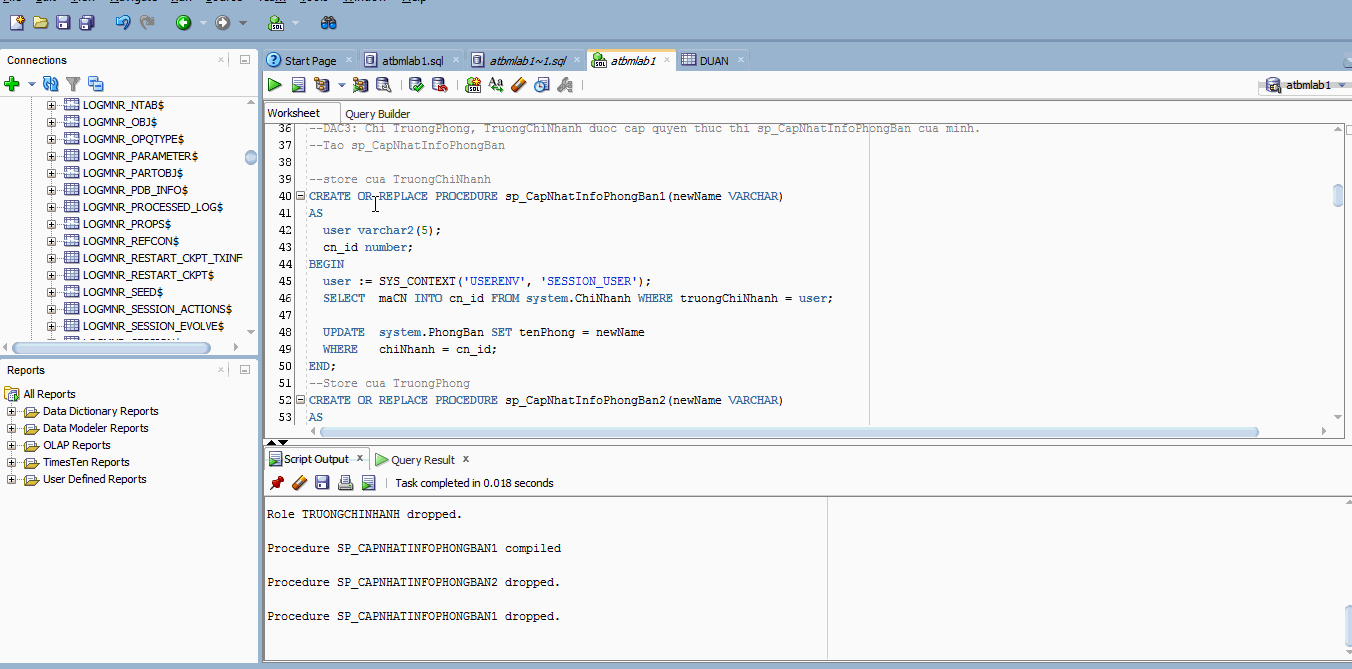 Start Page
atbmlab1.sql
atbmlab1~1.sql
atbmlab1
DUAN
atbmlab1
Connections
LOGMNR_NTAB$
LOGMNR_OBJ$
LOGMNR_OPQTYPE$
LOGMNR_PARAMETER$
LOGMNR_PARTOBJ$
LOGMNR_PDB_INFO$
LOGMNR_PROCESSED_LOG$
LOGMNR_PROPS$
LOGMNR_REFCON$
LOGMNR_RESTART_CKPT_TXINF
LOGMNR_RESTART_CKPT$
LOGMNR_SEED$
LOGMNR_SESSION_ACTIONS$
LOGMNR_SESSION_EVOLVE$
Reports
All Reports
Data Dictionary Reports
Data Modeler Reports
OLAP Reports
TimesTen Reports
User Defined Reports
Worksheet
Query Builder
36 --DAC3: Chi TruongPhong, TruongChiNhanh duoc cap quyen thuc thi sp_CapNhatInfoPhongBan cua minh.
37 --Tao sp_CapNhatInfoPhongBan
38
39 --store cua TruongChiNhanh
40 CREATE OR REPLACE PROCEDURE sp_CapNhatInfoPhongBan1(newName VARCHAR)
41 AS
42 user varchar2(5);
43 cn_id number;
44 BEGIN
45 user := SYS_CONTEXT('USERENV', 'SESSION_USER');
46 SELECT maCN INTO cn_id FROM system.ChiNhanh WHERE truongChiNhanh = user;
47
48 UPDATE system.PhongBan SET tenPhong = newName
49 WHERE chiNhanh = cn_id;
50 END;
51 --Store cua TruongPhong
52 CREATE OR REPLACE PROCEDURE sp_CapNhatInfoPhongBan2(newName VARCHAR)
53 AS
Script Output
Query Result
Task completed in 0.018 seconds
Role TRUONGCHINHANH dropped.
Procedure SP_CAPNHATINFOPHONGBAN1 compiled
Procedure SP_CAPNHATINFOPHONGBAN2 dropped.
Procedure SP_CAPNHATINFOPHONGBAN1 dropped.